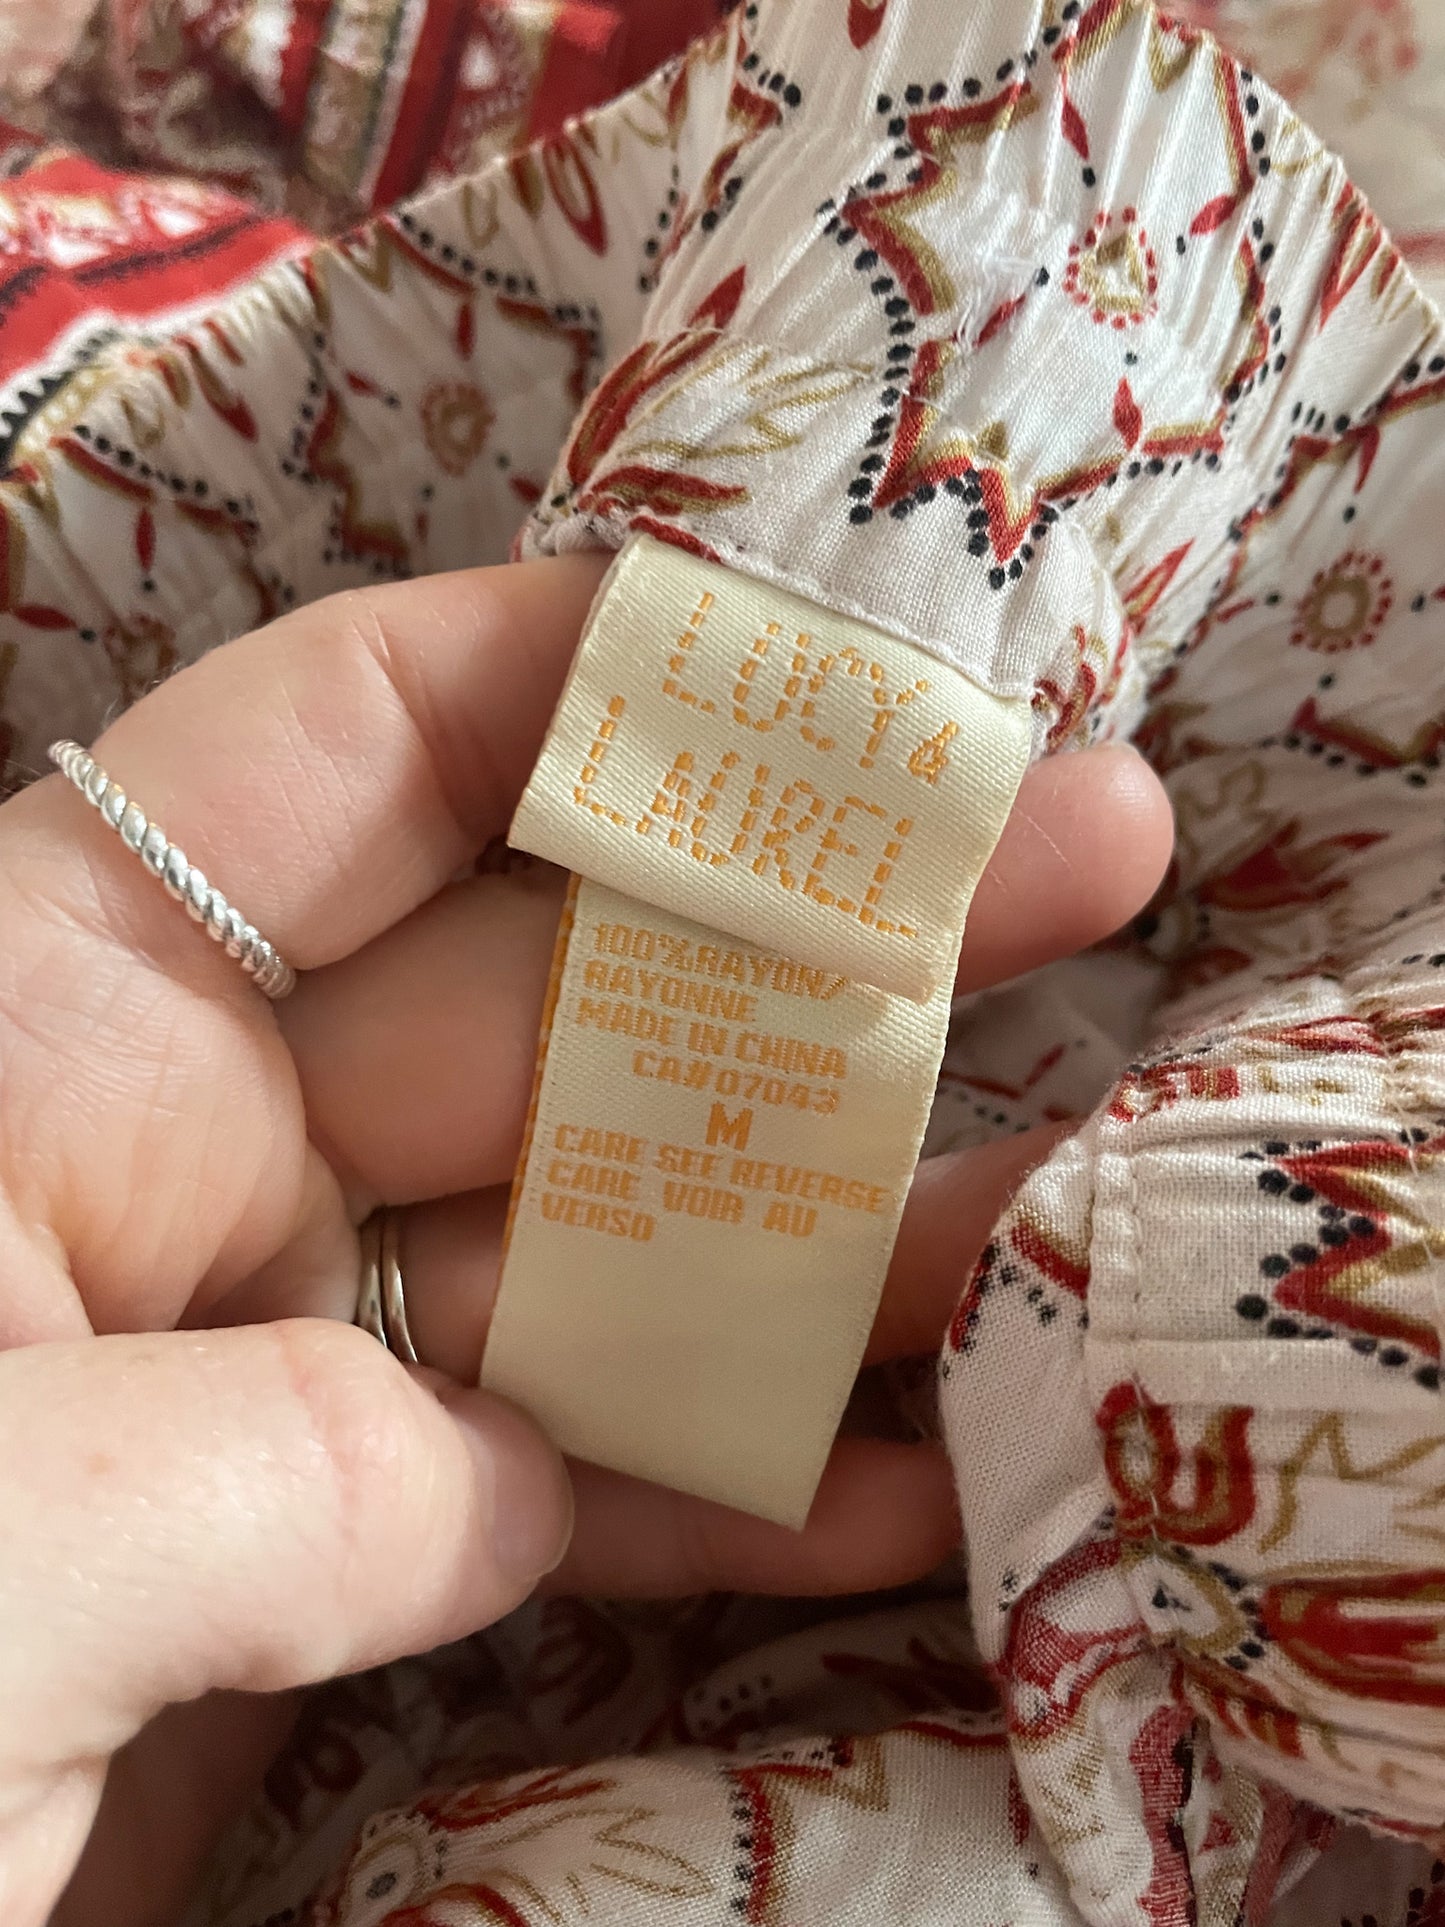 LUCY &
LAUREL
100%RAYON/
RAYONNE
MADE IN CHINA
CA#07043
M
CARE SEE REVERSE
CARE VOIR AU
VERSO